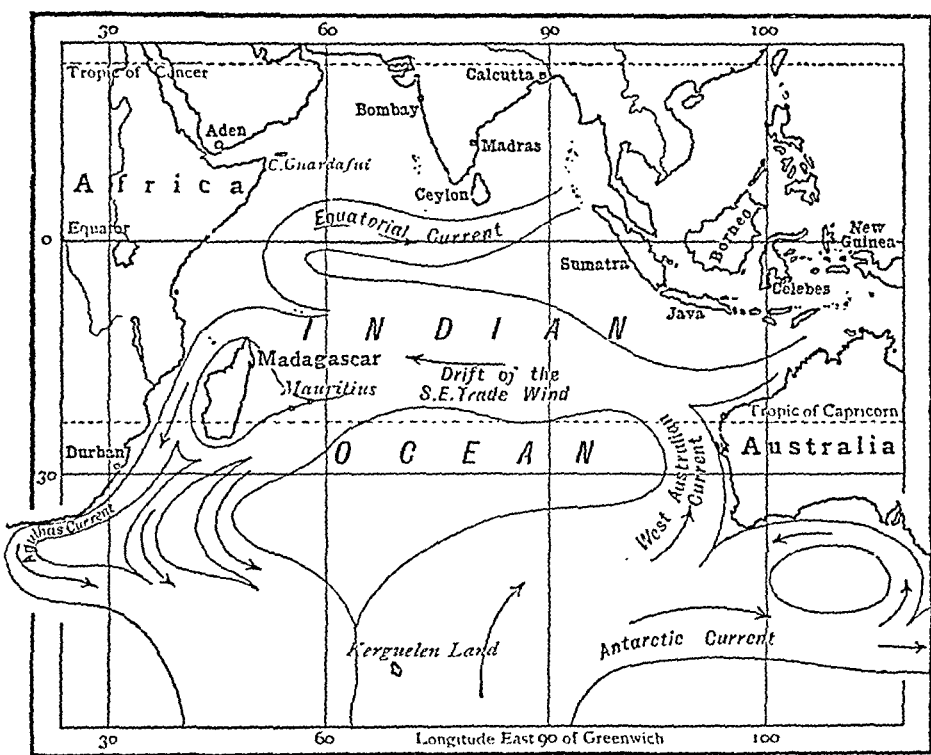 30 60 90 100
Tropic of Cancer
Calcutta
Bombay
Aden
Madras
C. Guardafui
Africa
Ceylon
Equatorial Current
Equator
0
Borneo
New
Guinea
Sumatra
Celebes
Java
INDIAN
Madagascar
Mauritius
Drift of the
S.E. Trade Wind
Tropic of Capricorn
West Australian
Current
Durban
OCEAN
Australia
30
Agulhas Current
Antarctic Current
Kerguelen Land
30 60 Longitude East 90 of Greenwich 100